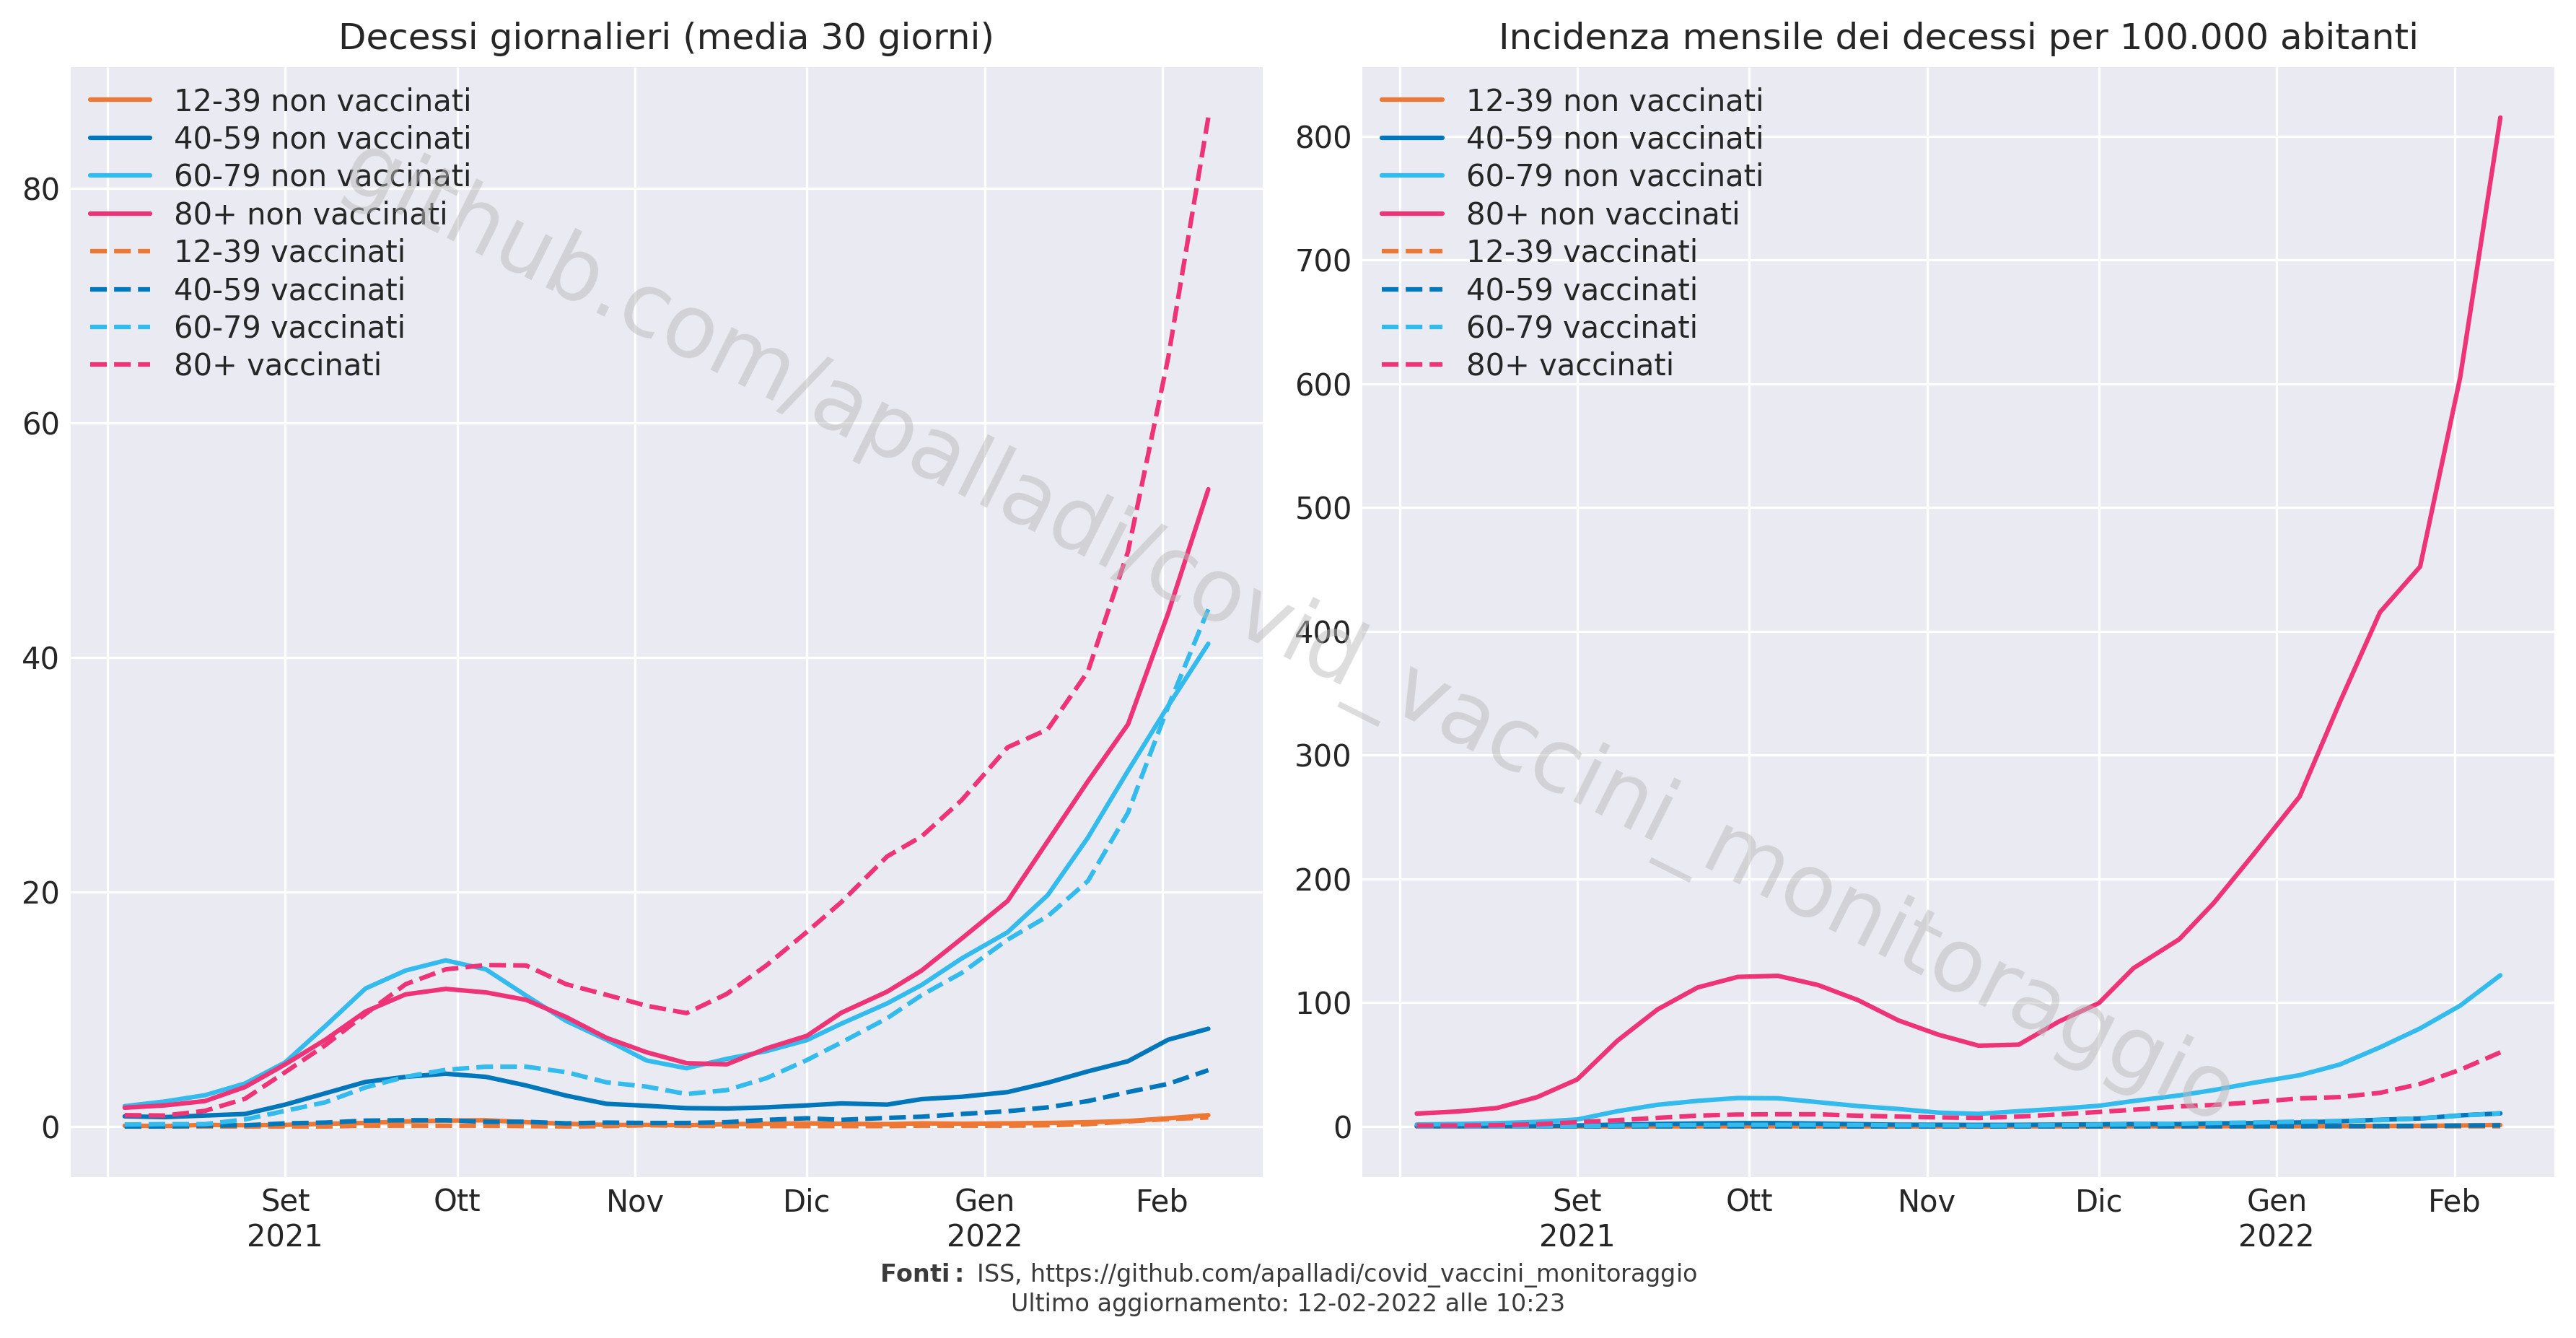 Decessi giornalieri (media 30 giorni)
12-39 non vaccinati
40-59 non vaccinati
60-79 non vaccinati
80+ non vaccinati
12-39 vaccinati
40-59 vaccinati
60-79 vaccinati
80+ vaccinati
80
60
40
20
0
Set
2021
Ott
Nov
Dic
Gen
2022
Feb
Incidenza mensile dei decessi per 100.000 abitanti
12-39 non vaccinati
40-59 non vaccinati
60-79 non vaccinati
80+ non vaccinati
12-39 vaccinati
40-59 vaccinati
60-79 vaccinati
80+ vaccinati
800
700
600
500
400
300
200
100
0
Set
2021
Ott
Nov
Dic
Gen
2022
Feb
github.com/apalladi/covid_vaccini_monitoraggio
Fonti: ISS, https://github.com/apalladi/covid_vaccini_monitoraggio
Ultimo aggiornamento: 12-02-2022 alle 10:23